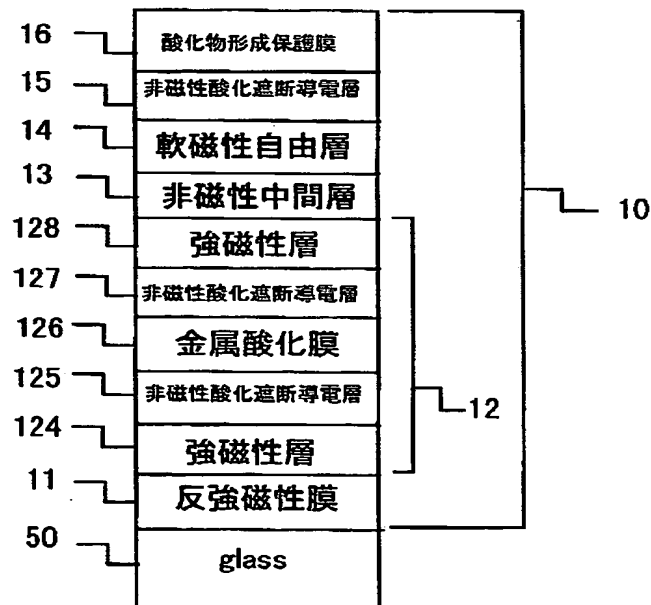 16 酸化物形成保護膜
15 非磁性酸化遮断導電層
14 軟磁性自由層
13 非磁性中間層
10
128 強磁性層
127 非磁性酸化遮断導電層
126 金属酸化膜
125 非磁性酸化遮断導電層
12
124 強磁性層
11 反強磁性膜
50 glass